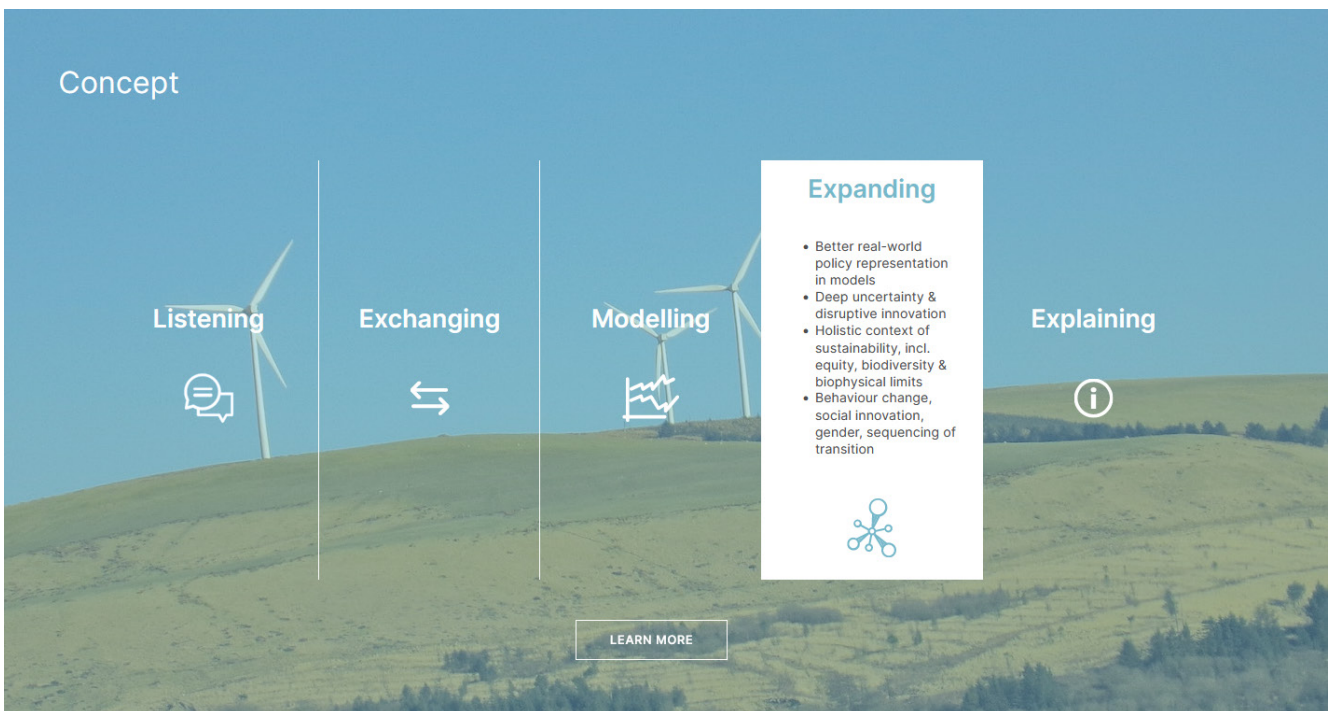 Concept
Listening
Exchanging
Modelling
Expanding
• Better real-world
policy representation
in models
• Deep uncertainty &
disruptive innovation
• Holistic context of
sustainability, incl.
equity, biodiversity &
biophysical limits
• Behaviour change,
social innovation,
gender, sequencing of
transition
Explaining
LEARN MORE